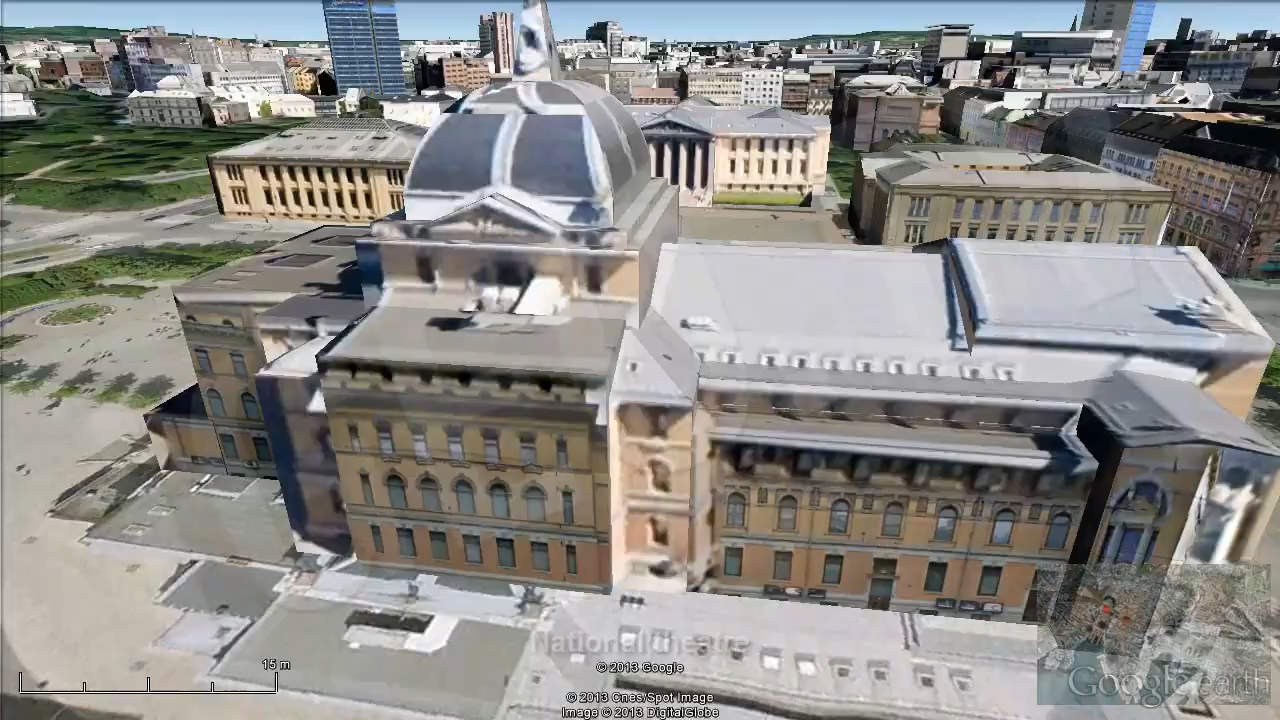 15 m
National theatre
© 2013 Google
© 2013 Cnes/Spot Image
Image © 2013 DigitalGlobe
Google earth